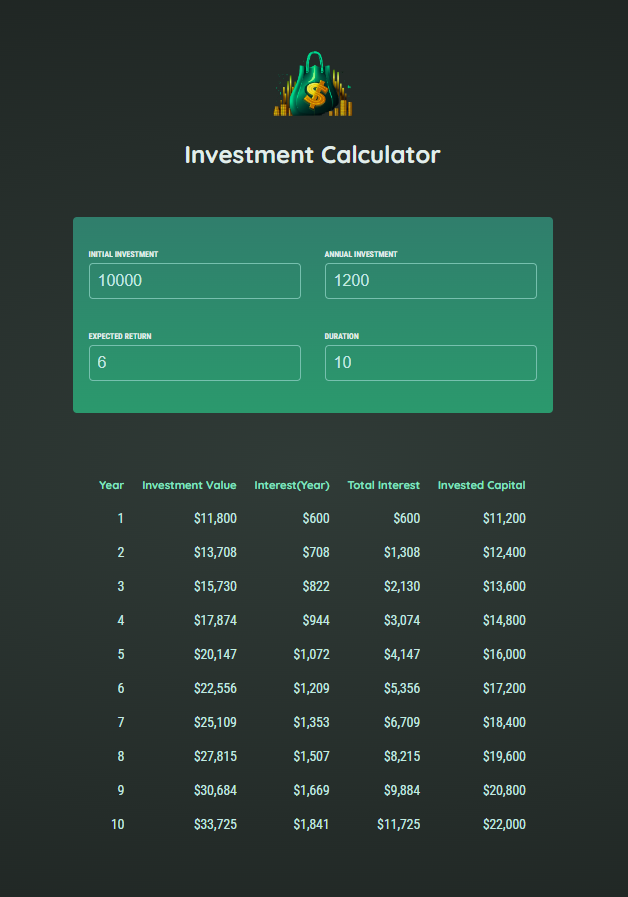 $
Investment Calculator
INITIAL INVESTMENT ANNUAL INVESTMENT
10000 1200
EXPECTED RETURN DURATION
6 10
Year Investment Value Interest(Year) Total Interest Invested Capital
1 $11,800 $600 $600 $11,200
2 $13,708 $708 $1,308 $12,400
3 $15,730 $822 $2,130 $13,600
4 $17,874 $944 $3,074 $14,800
5 $20,147 $1,072 $4,147 $16,000
6 $22,556 $1,209 $5,356 $17,200
7 $25,109 $1,353 $6,709 $18,400
8 $27,815 $1,507 $8,215 $19,600
9 $30,684 $1,669 $9,884 $20,800
10 $33,725 $1,841 $11,725 $22,000